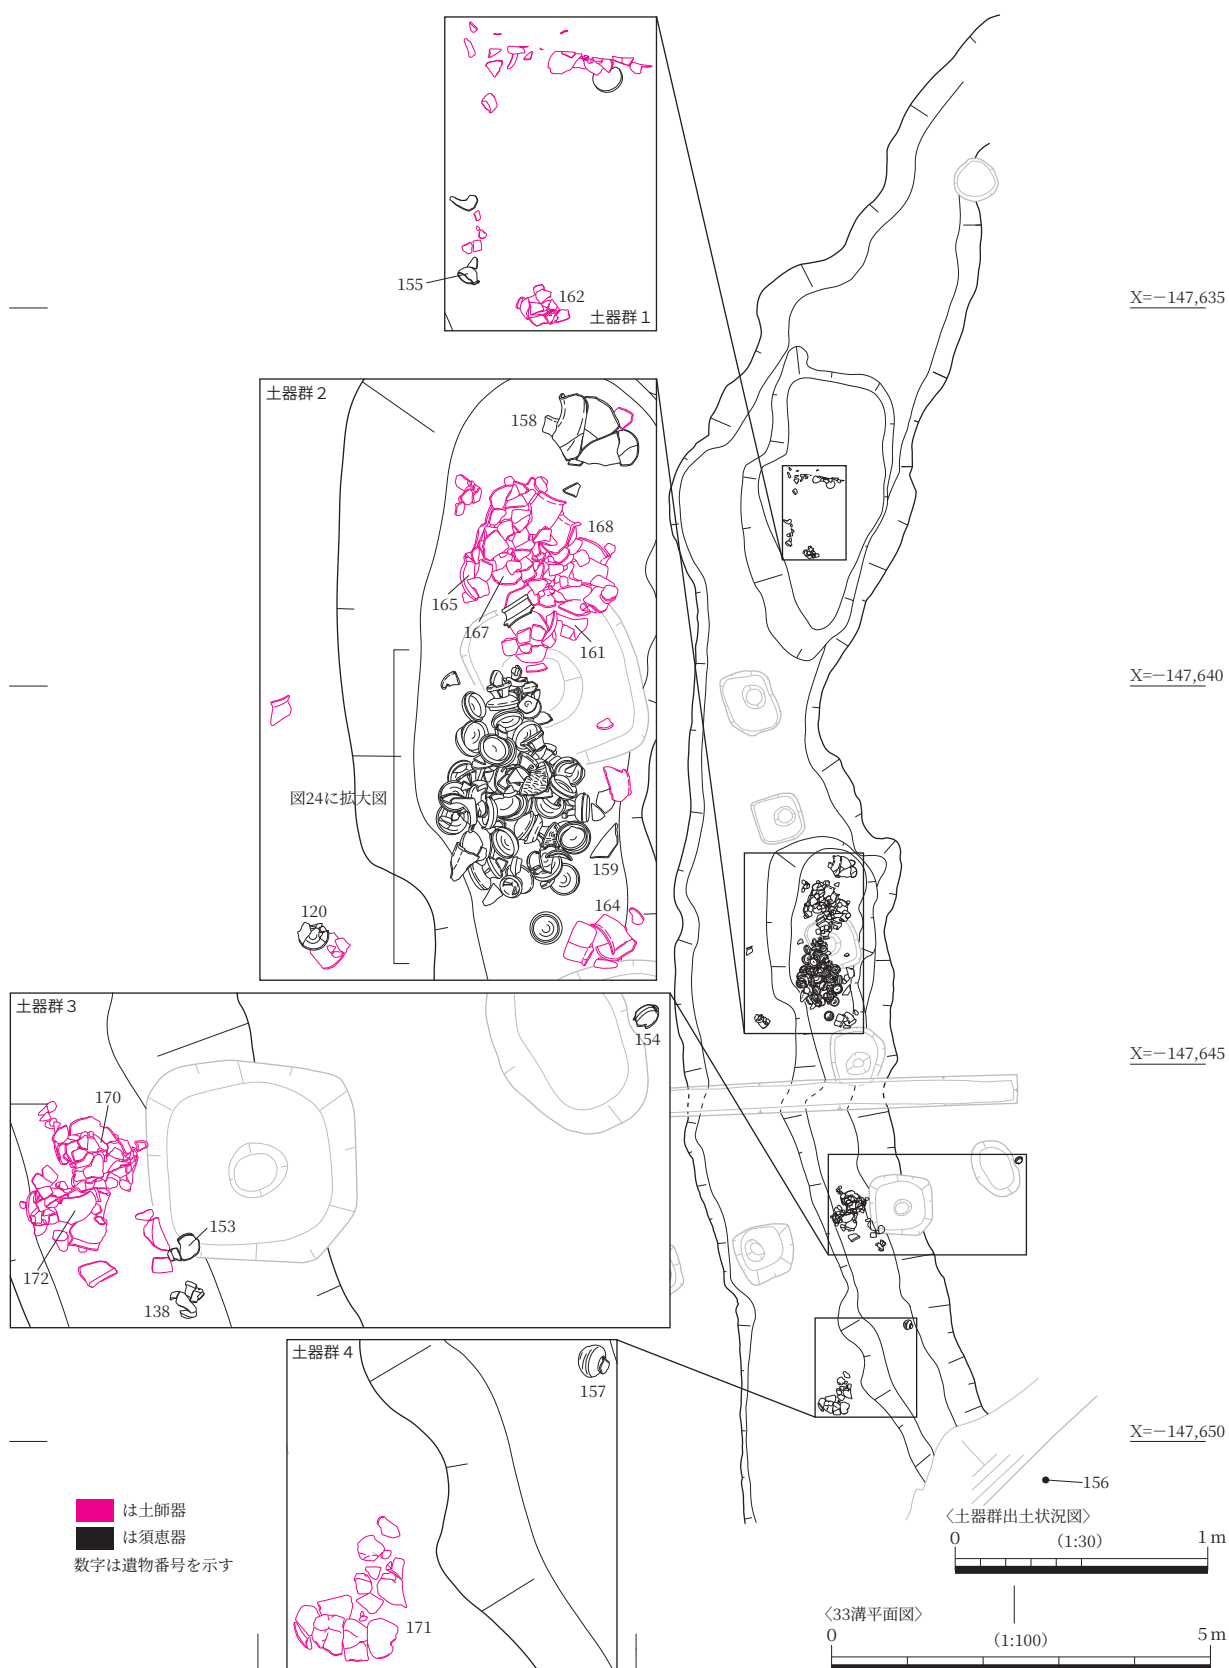 155
162
土器群１
X=－147,635
土器群２
158
168
165
167
161
X=－147,640
図24に拡大図
159
120
164
土器群３
154
X=－147,645
170
153
172
138
土器群４
157
X=－147,650
171
156
は土師器
は須恵器
数字は遺物番号を示す
〈土器群出土状況図〉
0 (1:30) 1 m
〈33溝平面図〉
0 (1:100) 5 m